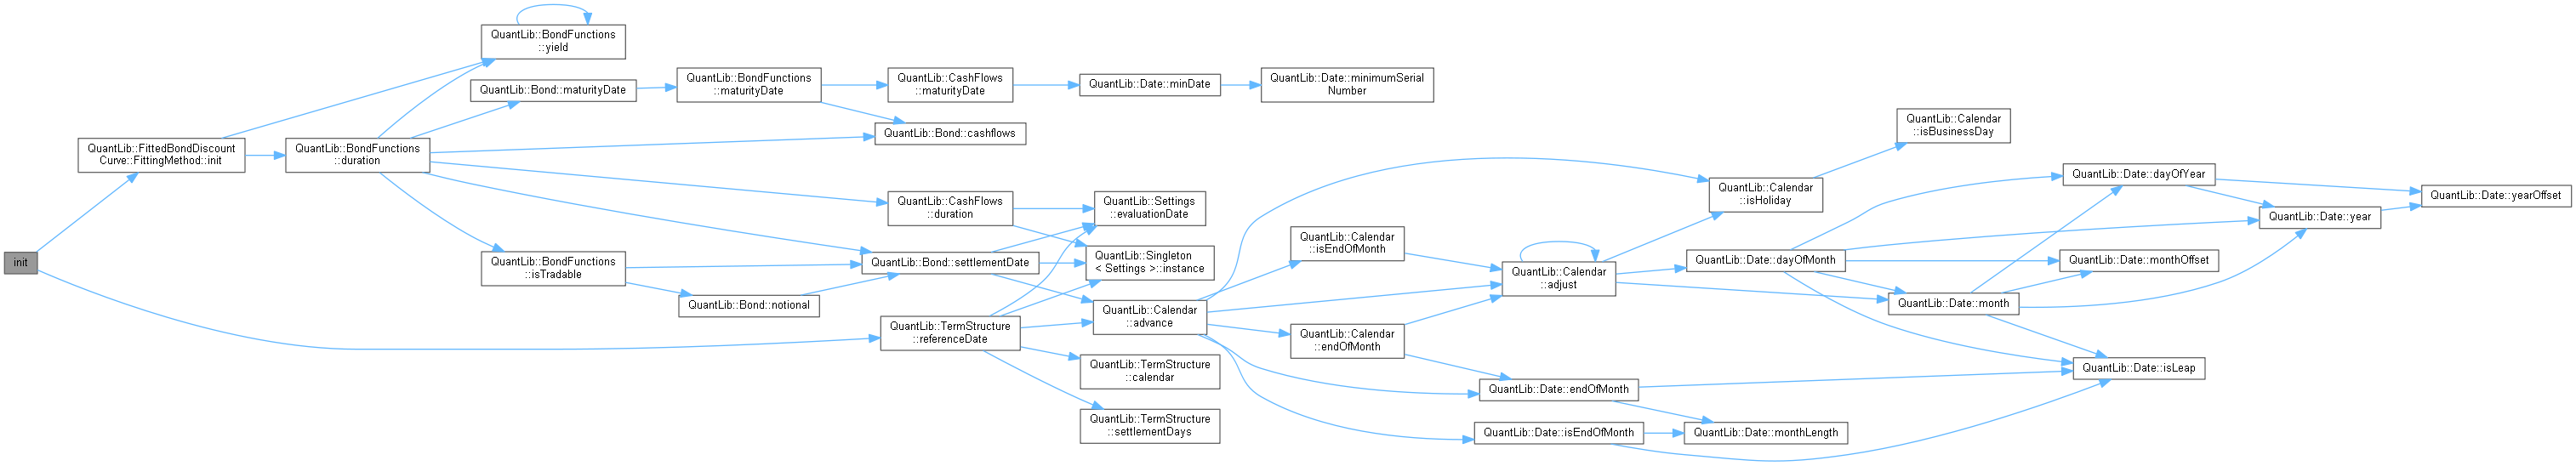 init
QuantLib::FittedBondDiscount
Curve::FittingMethod::init
QuantLib::BondFunctions
::duration
QuantLib::BondFunctions
::yield
QuantLib::Bond::maturityDate
QuantLib::BondFunctions
::isTradable
QuantLib::BondFunctions
::maturityDate
QuantLib::Bond::notional
QuantLib::CashFlows
::maturityDate
QuantLib::Bond::cashflows
QuantLib::CashFlows
::duration
QuantLib::Bond::settlementDate
QuantLib::TermStructure
::referenceDate
QuantLib::Date::minDate
QuantLib::Settings
::evaluationDate
QuantLib::Singleton
< Settings >::instance
QuantLib::Calendar
::advance
QuantLib::TermStructure
::calendar
QuantLib::TermStructure
::settlementDays
QuantLib::Date::minimumSerial
Number
QuantLib::Calendar
::isEndOfMonth
QuantLib::Calendar
::endOfMonth
QuantLib::Calendar
::adjust
QuantLib::Date::endOfMonth
QuantLib::Date::isEndOfMonth
QuantLib::Calendar
::isHoliday
QuantLib::Date::dayOfMonth
QuantLib::Date::monthLength
QuantLib::Calendar
::isBusinessDay
QuantLib::Date::month
QuantLib::Date::dayOfYear
QuantLib::Date::monthOffset
QuantLib::Date::isLeap
QuantLib::Date::year
QuantLib::Date::yearOffset